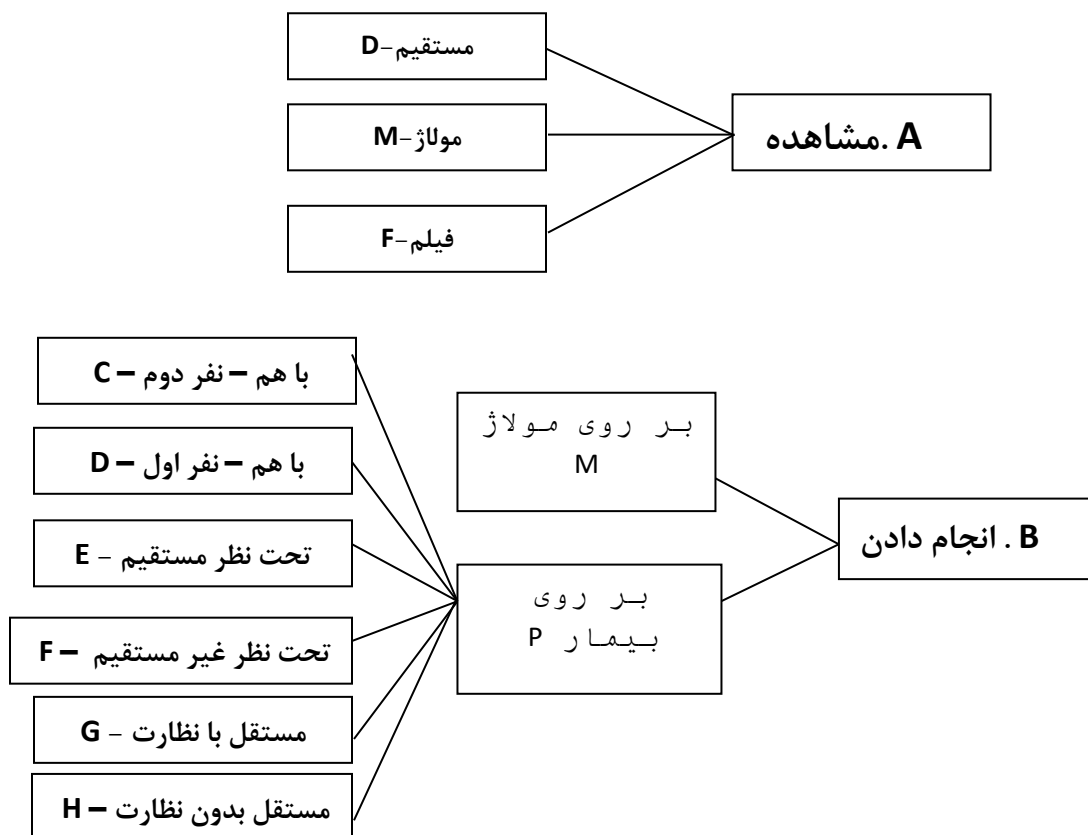 A .مشاهده
مستقیم-D
مولاژ-M
فیلم-F
B . انجام دادن
بر روی مولاژ
M
بر روی
بیمار P
با هم – نفر دوم – C
با هم – نفر اول – D
تحت نظر مستقیم – E
تحت نظر غیر مستقیم – F
مستقل با نظارت – G
مستقل بدون نظارت – H